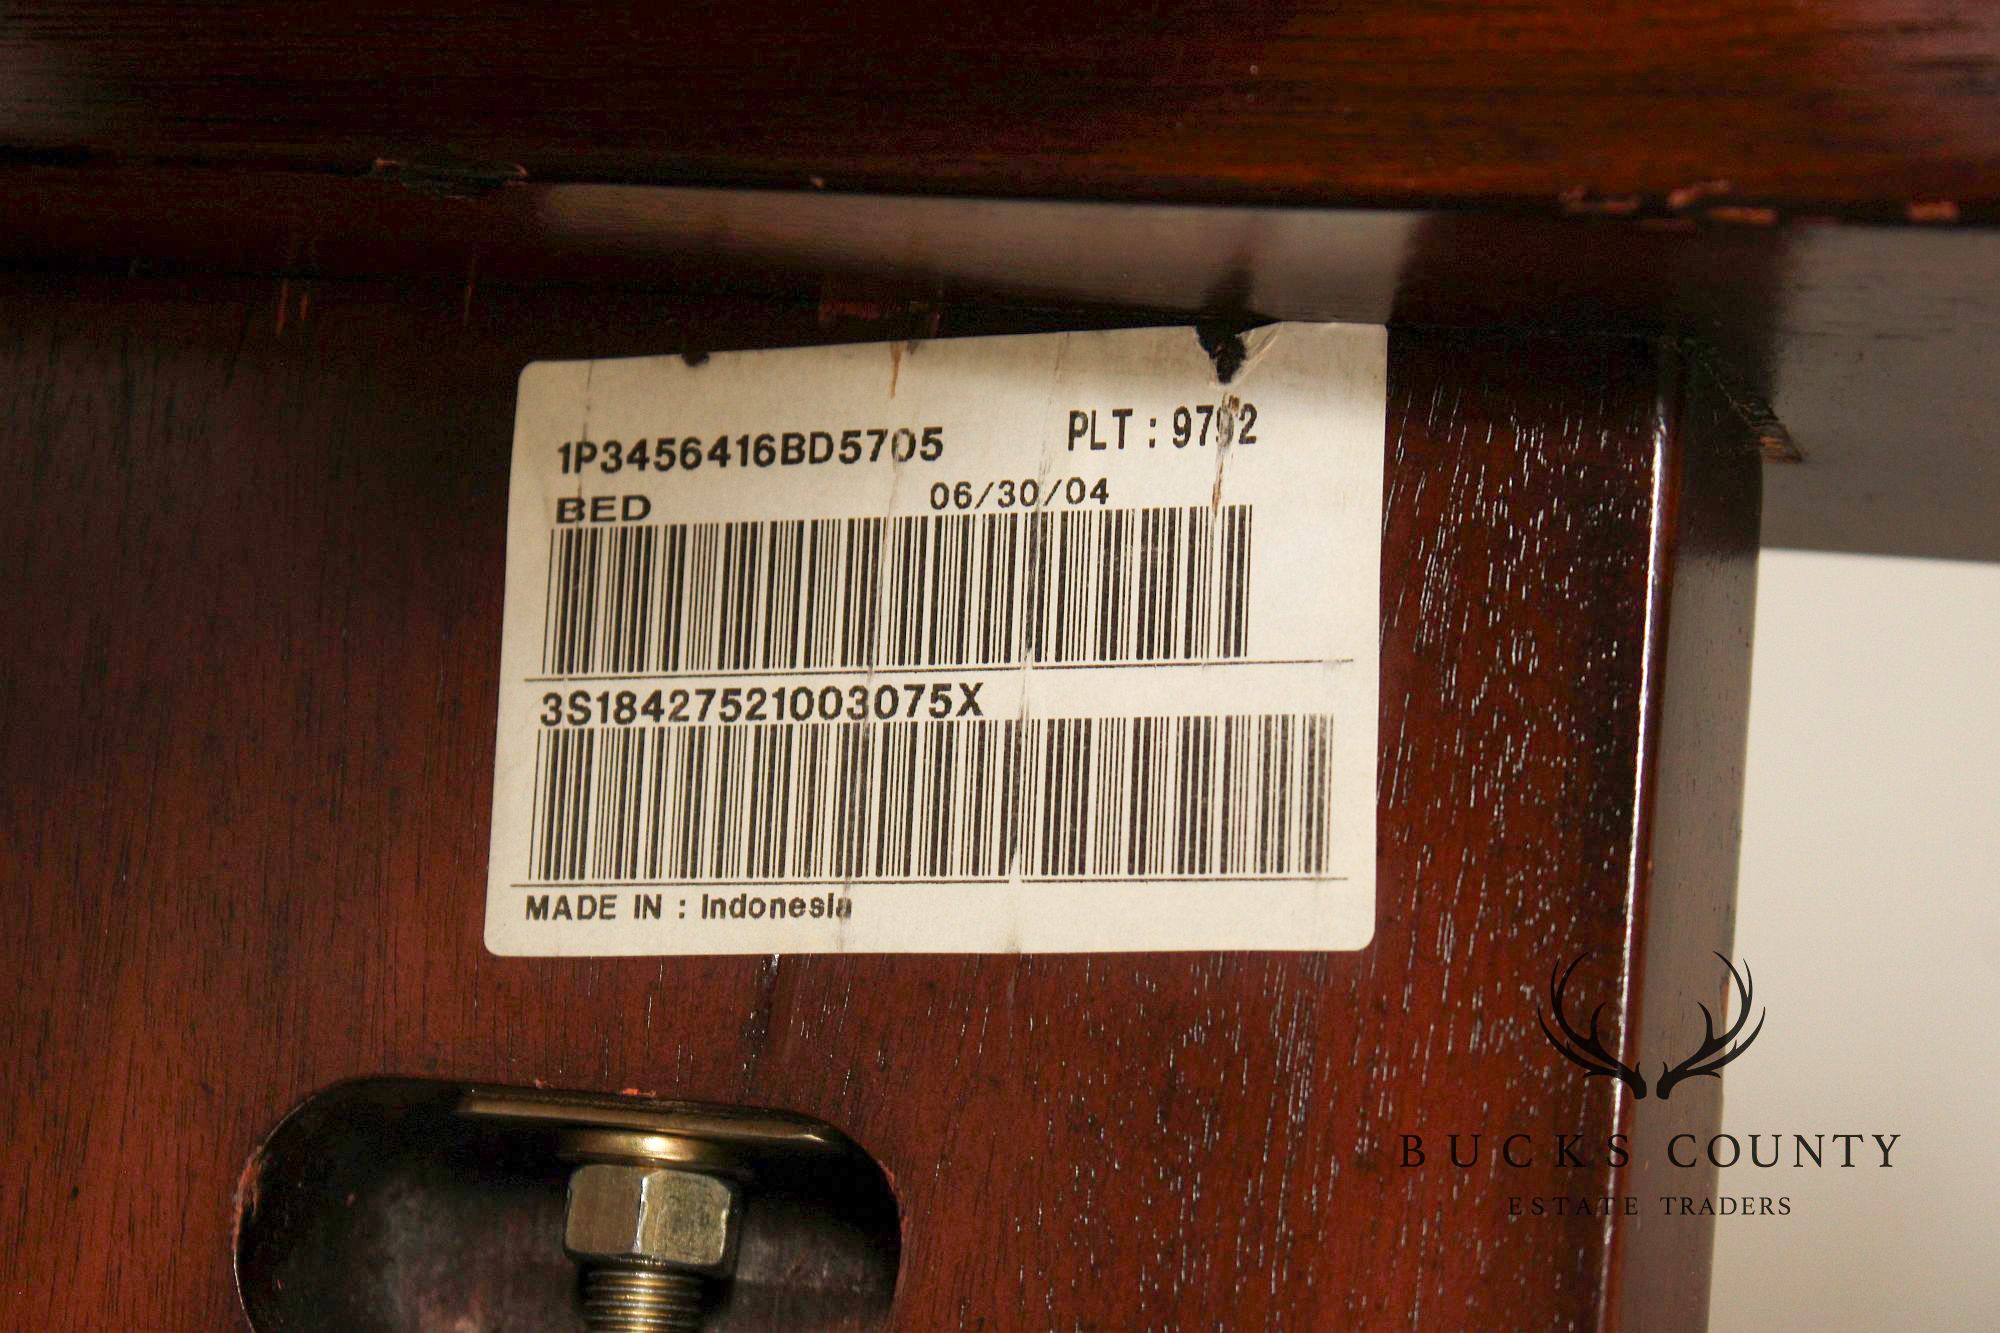 1P3456416BD5705 PLT : 9792
BED 06/30/04
3S18427521003075X
MADE IN : Indonesia
BUCKS COUNTY
ESTATE TRADERS